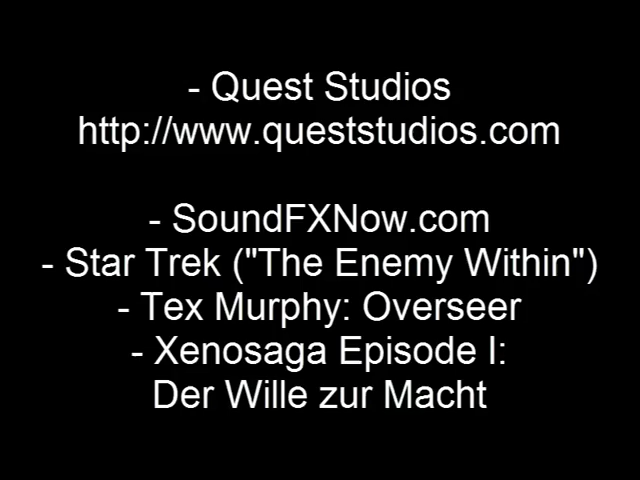 - Quest Studios
http://www.queststudios.com
- SoundFXNow.com
- Star Trek ("The Enemy Within")
- Tex Murphy: Overseer
- Xenosaga Episode I:
Der Wille zur Macht